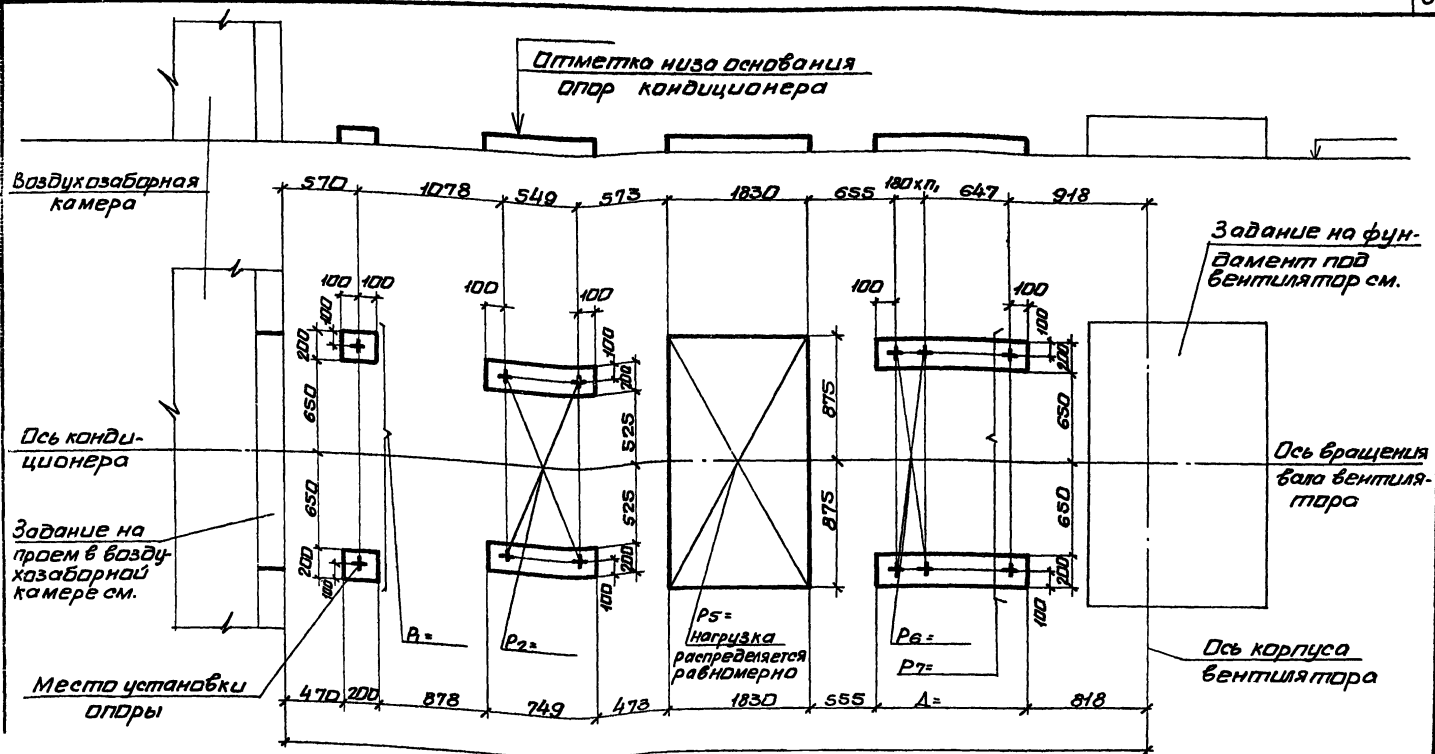 Отметка низа основания
опор кондиционера
Воздухозаборная
камера
570
1078
549
573
1830
655
180хп₁
647
918
Задание на фун-
дамент под
вентилятор см.
100
100
100
100
100
100
100
200
100
200
100
200
650
525
875
650
Ось конди-
ционера
Ось вращения
вала вентиля-
тора
650
525
875
650
Задание на
проем в возду-
хозаборной
камере см.
200
100
200
100
200
100
P1=
P2=
P5=
нагрузка
распределяется
равномерно
P6=
P7=
Ось корпуса
вентилятора
Место установки
опоры
470
200
878
749
473
1830
555
А=
818